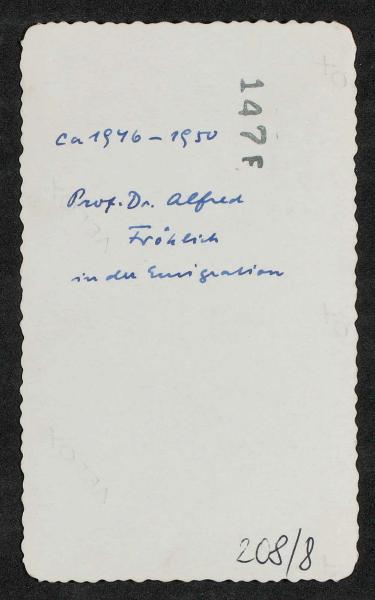 147F
ca 1946 – 1950
Prof. Dr. Alfred
Fröhlich
in der Emigration
208/8